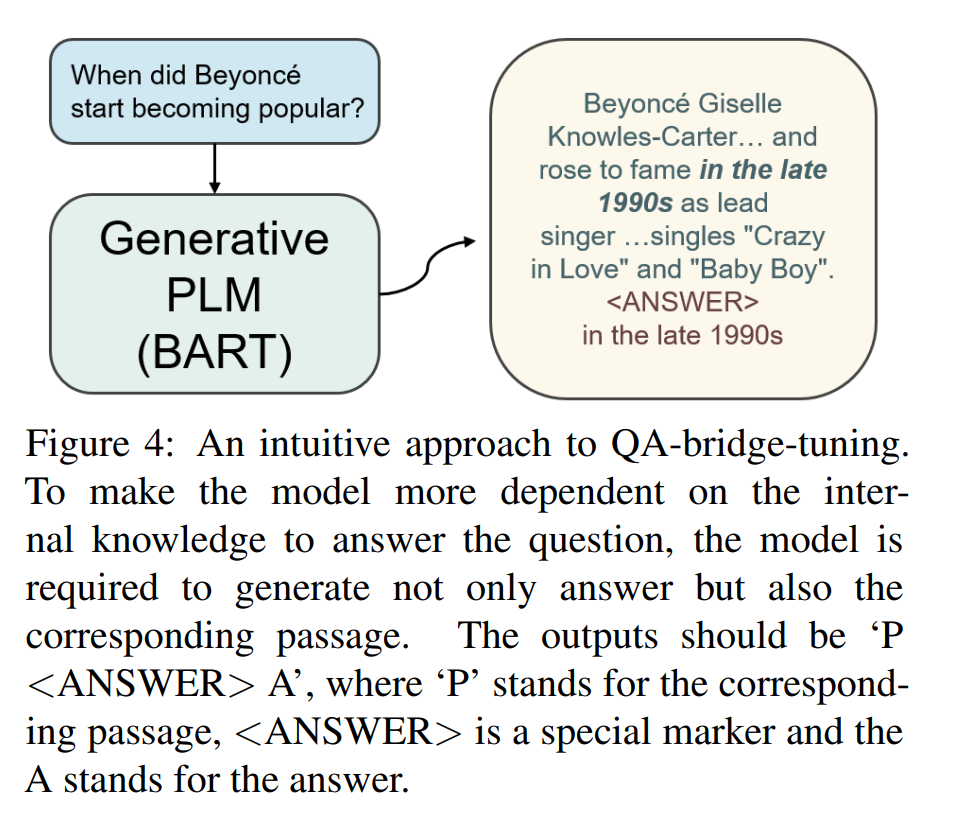 When did Beyoncé
start becoming popular?
Generative
PLM
(BART)
Beyoncé Giselle
Knowles-Carter... and
rose to fame in the late
1990s as lead
singer ...singles "Crazy
in Love" and "Baby Boy".
<ANSWER>
in the late 1990s
Figure 4: An intuitive approach to QA-bridge-tuning.
To make the model more dependent on the inter-
nal knowledge to answer the question, the model is
required to generate not only answer but also the
corresponding passage. The outputs should be ‘P
<ANSWER> A’, where ‘P’ stands for the correspond-
ing passage, <ANSWER> is a special marker and the
A stands for the answer.